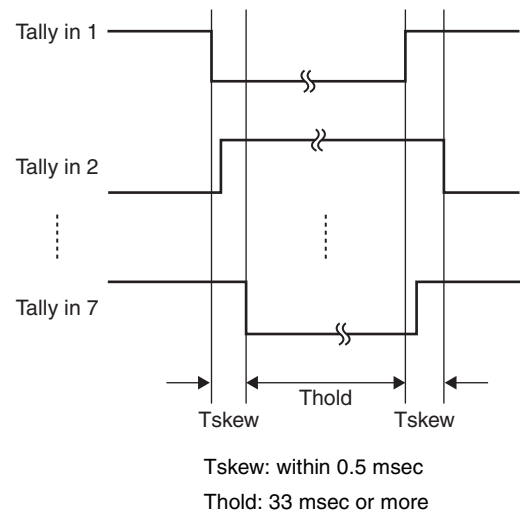 Tally in 1
Tally in 2
Tally in 7
Thold
Tskew
Tskew
Tskew: within 0.5 msec
Thold: 33 msec or more